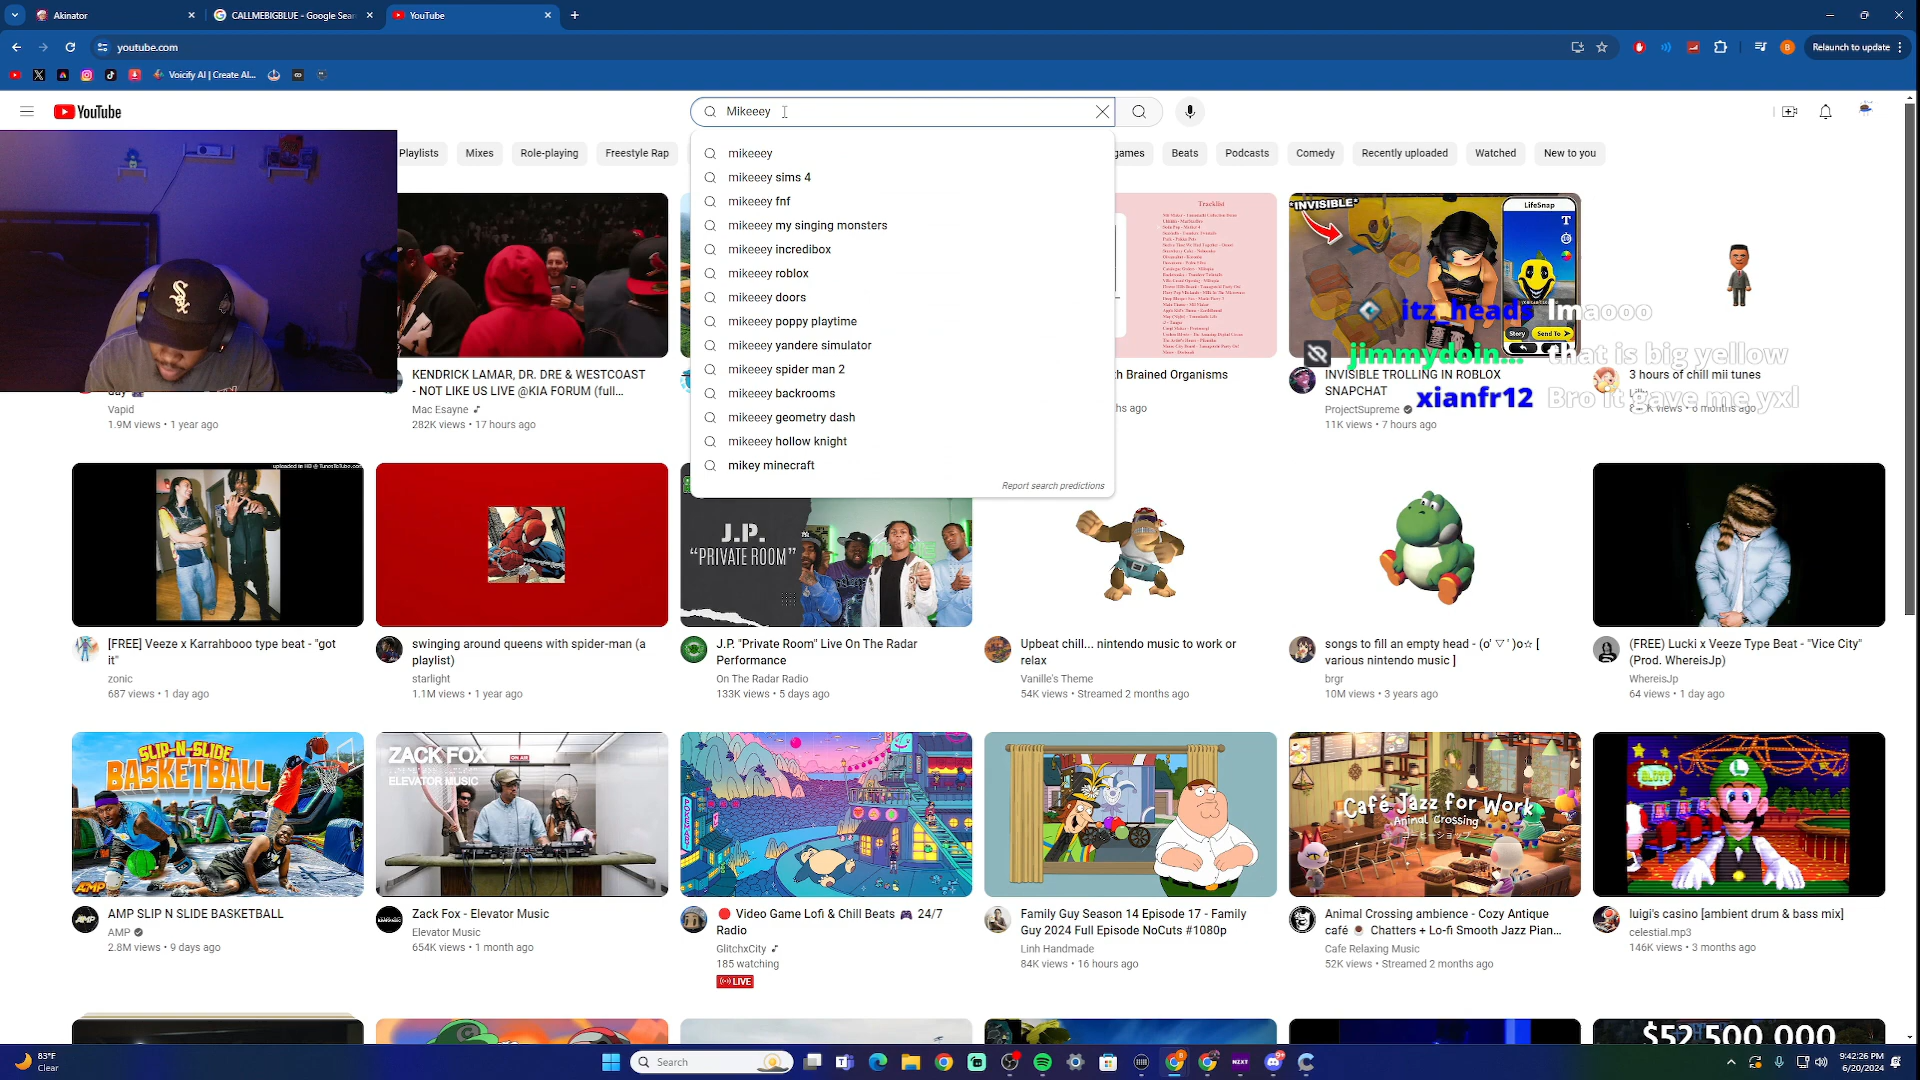 Akinator
CALLMEBIGBLUE - Google Sear
YouTube
youtube.com
Relaunch to update
Voicify AI | Create AI...
YouTube
Mikeeey
Playlists
Mixes
Role-playing
Freestyle Rap
games
Beats
Podcasts
Comedy
Recently uploaded
Watched
New to you
mikeeey
mikeeey sims 4
mikeeey fnf
mikeeey my singing monsters
mikeeey incredibox
mikeeey roblox
mikeeey doors
mikeeey poppy playtime
mikeeey yandere simulator
mikeeey spider man 2
mikeeey backrooms
mikeeey geometry dash
mikeeey hollow knight
mikey minecraft
Report search predictions
Tracklist
*INVISIBLE*
LifeSnap
Story
Send To
itz_heads lmaooo
jimmydoin... that is big yellow
xianfr12 Bro it gave me yxl
Vapid
1.9M views • 1 year ago
KENDRICK LAMAR, DR. DRE & WESTCOAST
- NOT LIKE US LIVE @KIA FORUM (full...
Mac Esayne
282K views • 17 hours ago
th Brained Organisms
hs ago
INVISIBLE TROLLING IN ROBLOX
SNAPCHAT
ProjectSupreme
11K views • 7 hours ago
3 hours of chill mii tunes
views • 6 months ago
J.P.
"PRIVATE ROOM"
[FREE] Veeze x Karrahbooo type beat - "got
it"
zonic
687 views • 1 day ago
swinging around queens with spider-man (a
playlist)
starlight
1.1M views • 1 year ago
J.P. "Private Room" Live On The Radar
Performance
On The Radar Radio
133K views • 5 days ago
Upbeat chill... nintendo music to work or
relax
Vanille's Theme
54K views • Streamed 2 months ago
songs to fill an empty head - (o' ▽ ' )o☆ [
various nintendo music ]
brgr
10M views • 3 years ago
(FREE) Lucki x Veeze Type Beat - "Vice City"
(Prod. WhereisJp)
WhereisJp
64 views • 1 day ago
SLIP-N-SLIDE
BASKETBALL
AMP
ZACK FOX
ELEVATOR MUSIC
ON AIR
Café Jazz for Work
Animal Crossing
SLOTS
AMP SLIP N SLIDE BASKETBALL
AMP
2.8M views • 9 days ago
Zack Fox - Elevator Music
Elevator Music
654K views • 1 month ago
🔴 Video Game Lofi & Chill Beats 🎮 24/7
Radio
GlitchxCity
185 watching
LIVE
Family Guy Season 14 Episode 17 - Family
Guy 2024 Full Episode NoCuts #1080p
Linh Handmade
84K views • 16 hours ago
Animal Crossing ambience - Cozy Antique
café ☕ Chatters + Lo-fi Smooth Jazz Pian...
Cafe Relaxing Music
52K views • Streamed 2 months ago
luigi's casino [ambient drum & bass mix]
celestial.mp3
146K views • 3 months ago
$52,500,000
83°F
Clear
Search
NZXT
9:42:26 PM
6/20/2024